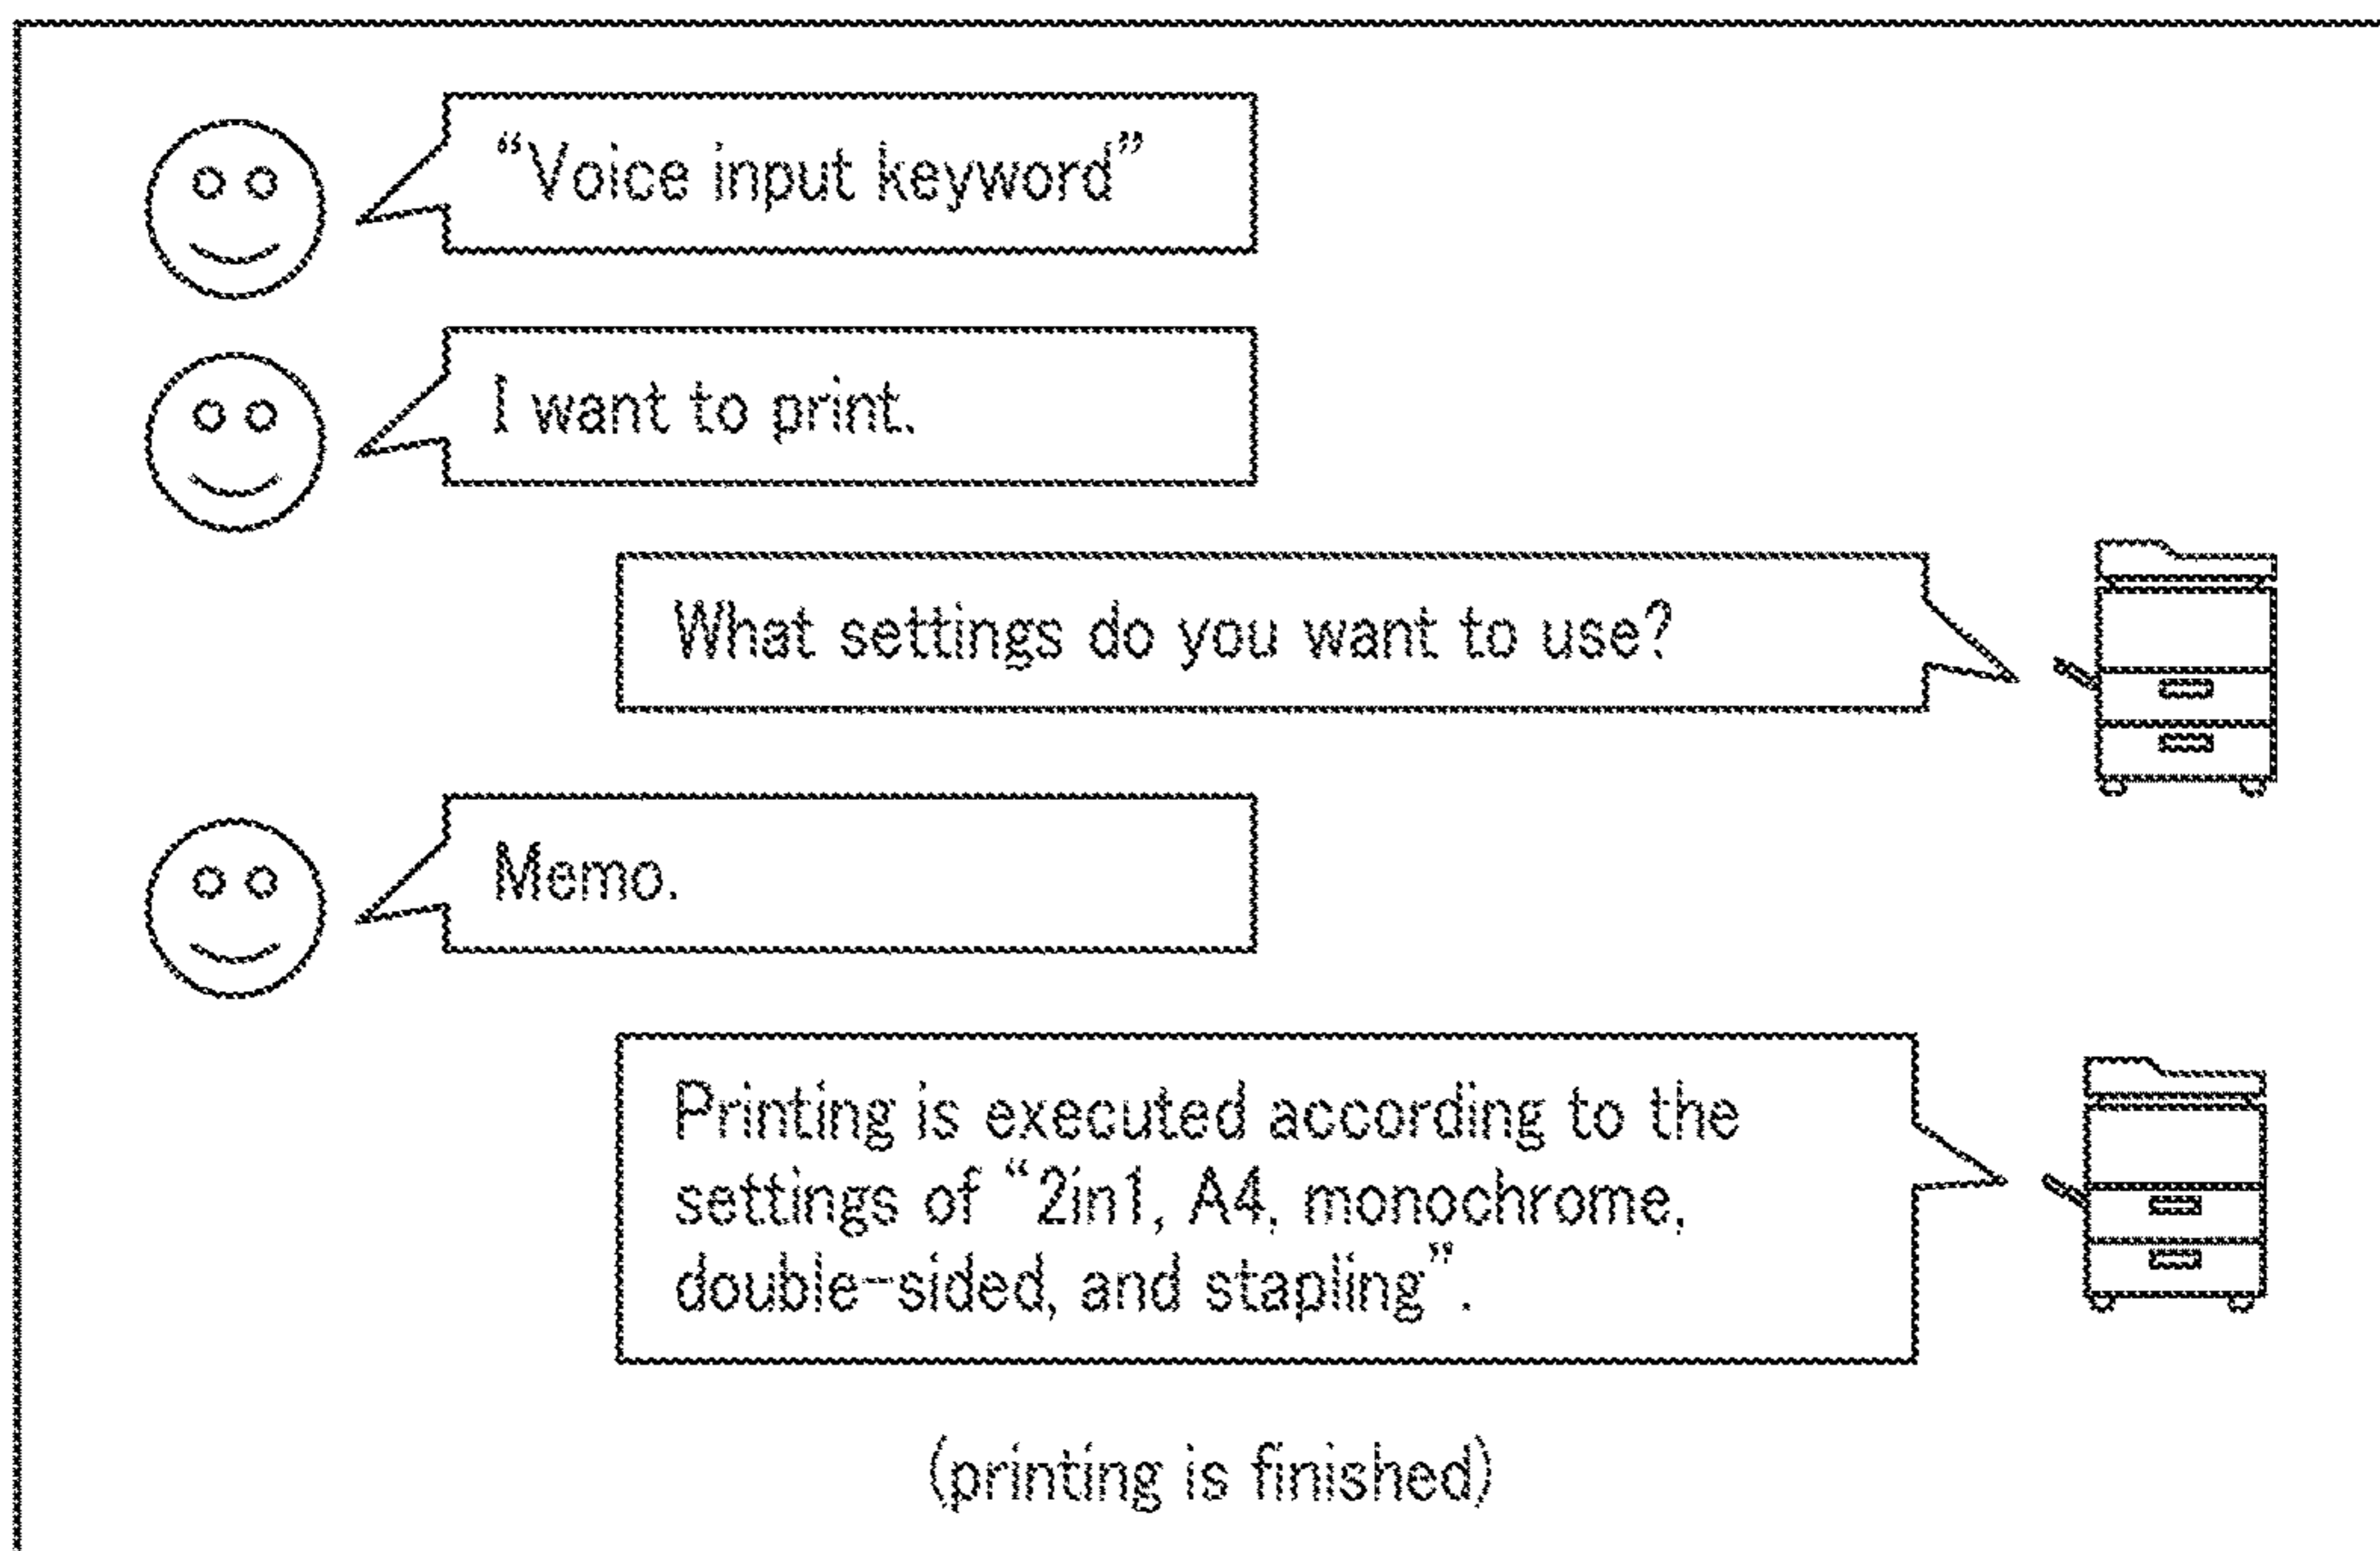 “Voice input keyword”
I want to print.
What settings do you want to use?
Memo.
Printing is executed according to the
settings of “2in1, A4, monochrome,
double-sided, and stapling”.
(printing is finished)